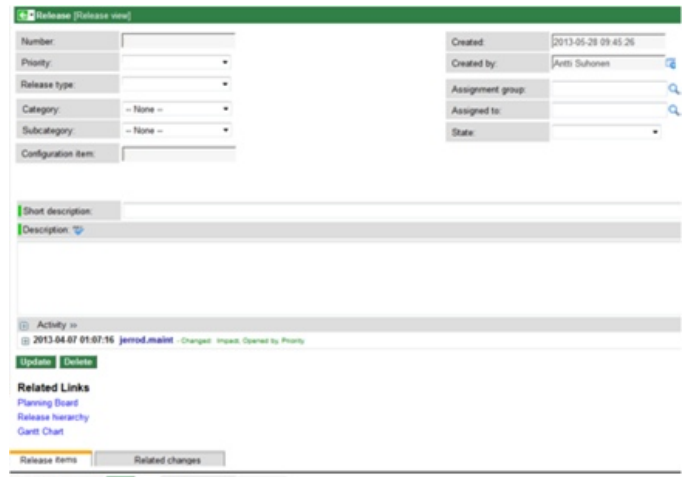 Release [Release view]
Number:
Created: 2013-05-28 09:45:26
Priority:
Created by: Antti Suhonen
Release type:
Assignment group:
Category: -- None --
Assigned to:
Subcategory: -- None --
State:
Configuration item:
Short description:
Description:
Activity
2013-04-07 01:07:16 jerrod.maint - Changed: Impact, Opened by, Priority
Update Delete
Related Links
Planning Board
Release hierarchy
Gantt Chart
Release items Related changes